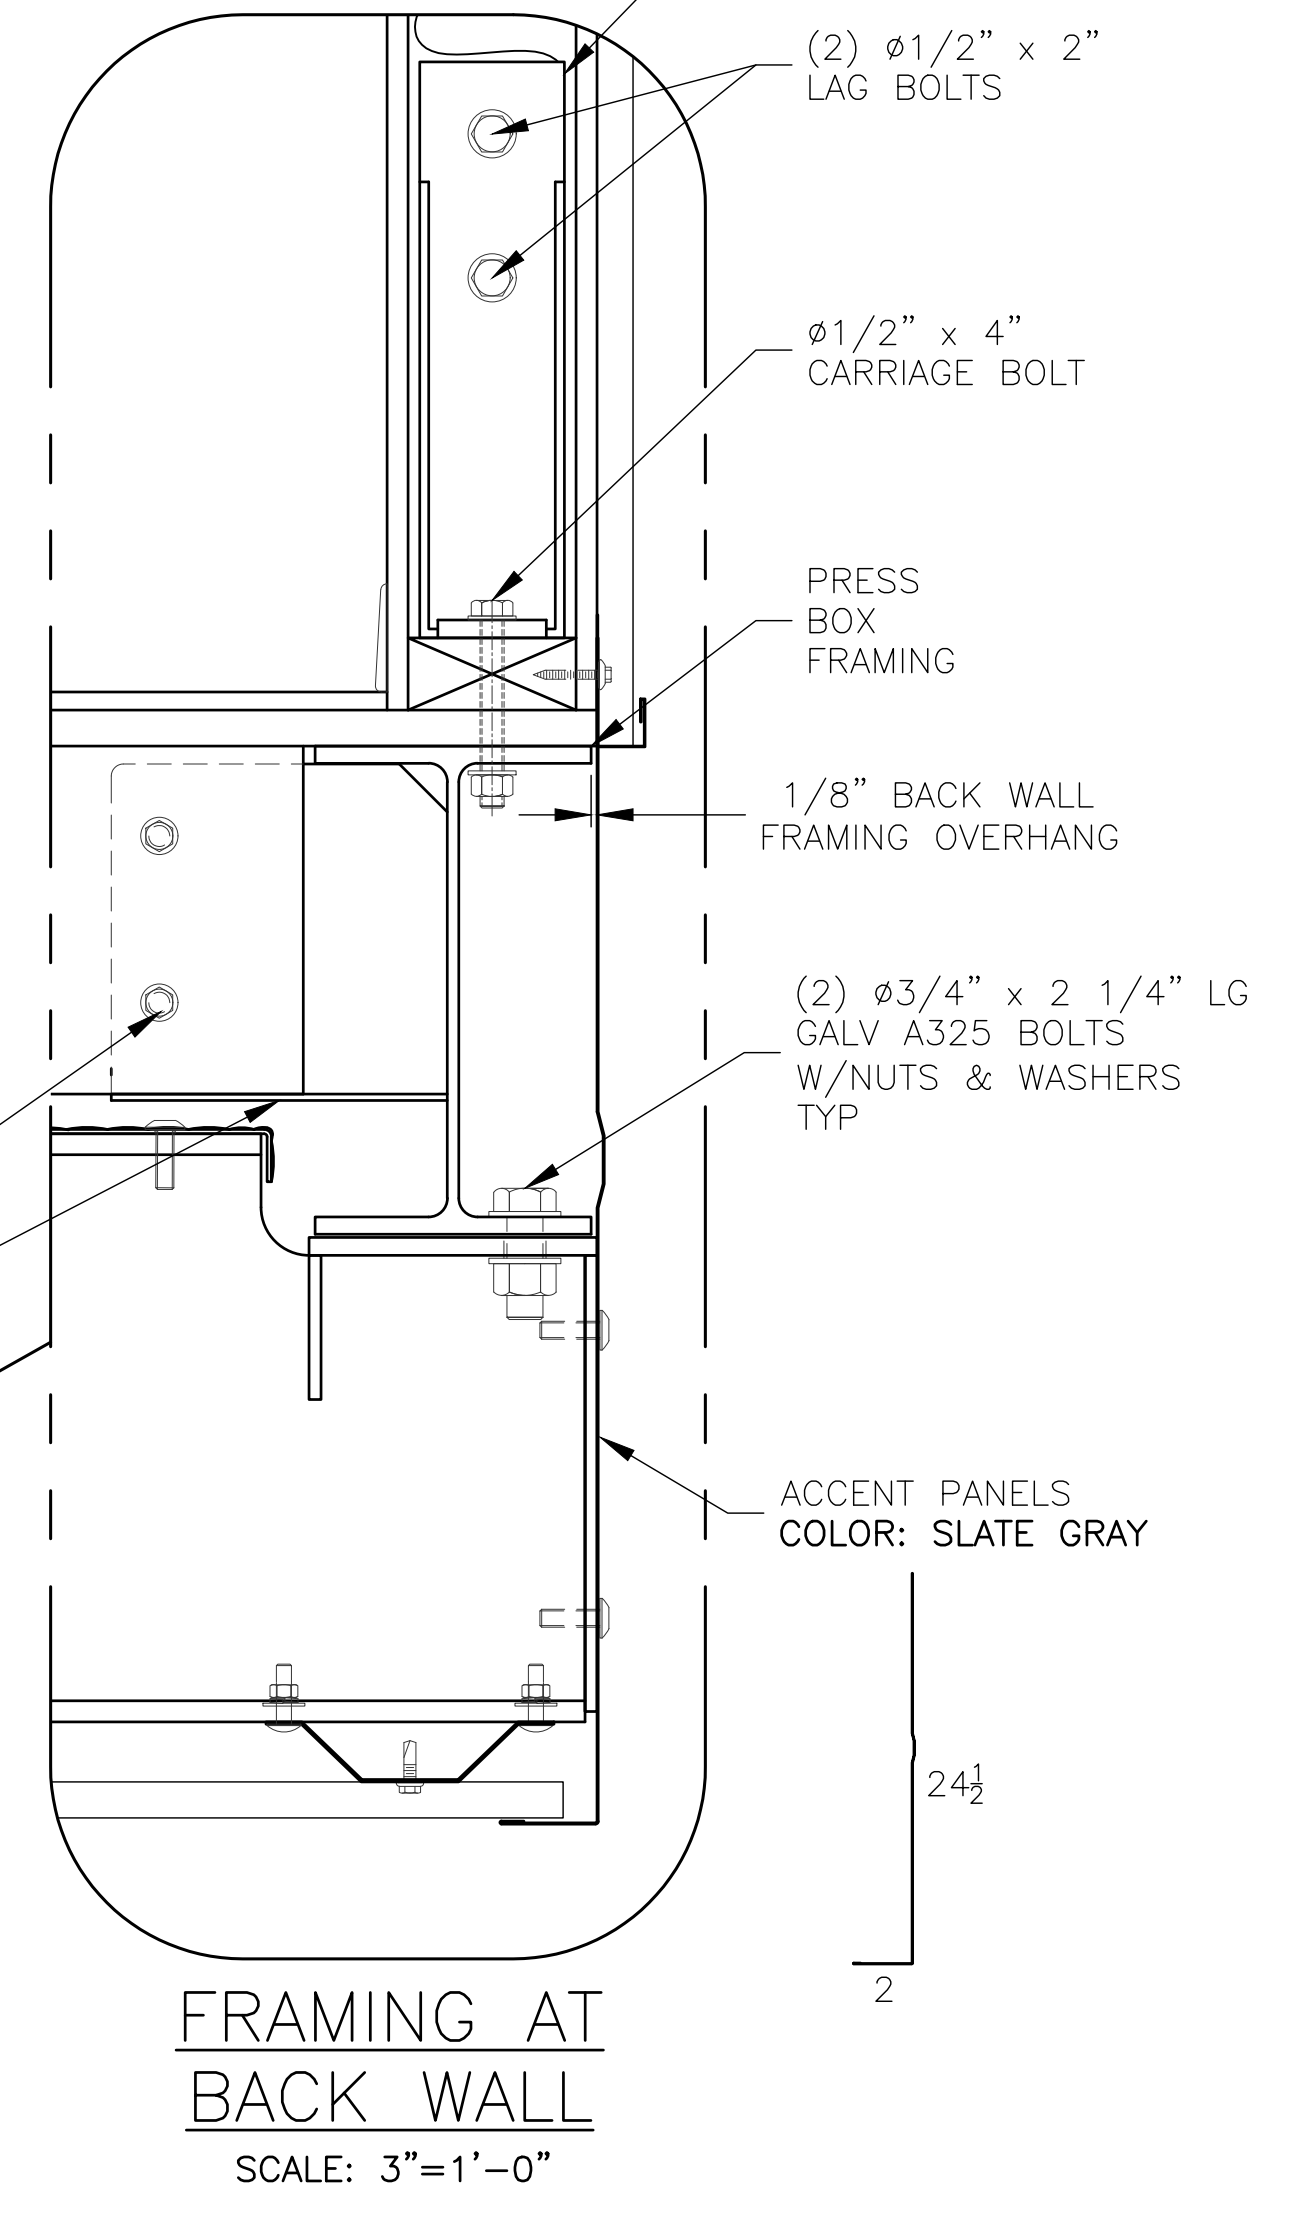 (2) ø1/2” x 2”
LAG BOLTS
ø1/2” x 4”
CARRIAGE BOLT
PRESS
BOX
FRAMING
1/8” BACK WALL
FRAMING OVERHANG
(2) ø3/4” x 2 1/4” LG
GALV A325 BOLTS
W/NUTS & WASHERS
TYP
ACCENT PANELS
COLOR: SLATE GRAY
24½
2
FRAMING AT
BACK WALL
SCALE: 3”=1’-0”